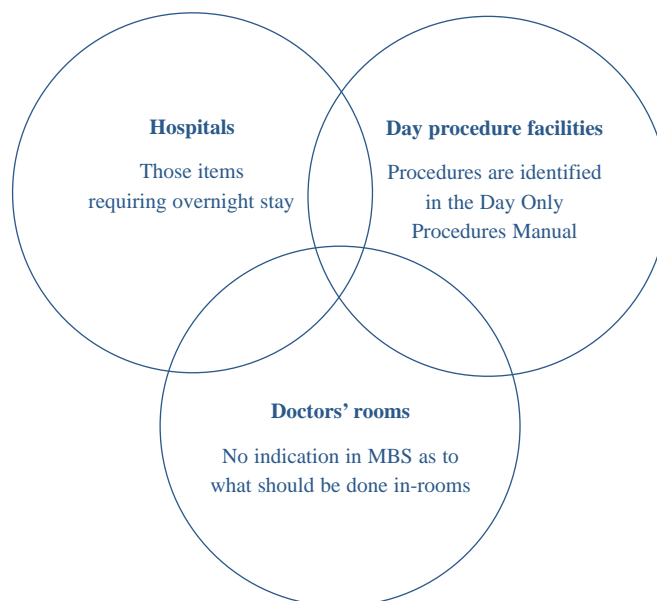 Hospitals
Those items
requiring overnight stay
Day procedure facilities
Procedures are identified
in the Day Only
Procedures Manual
Doctors’ rooms
No indication in MBS as to
what should be done in-rooms